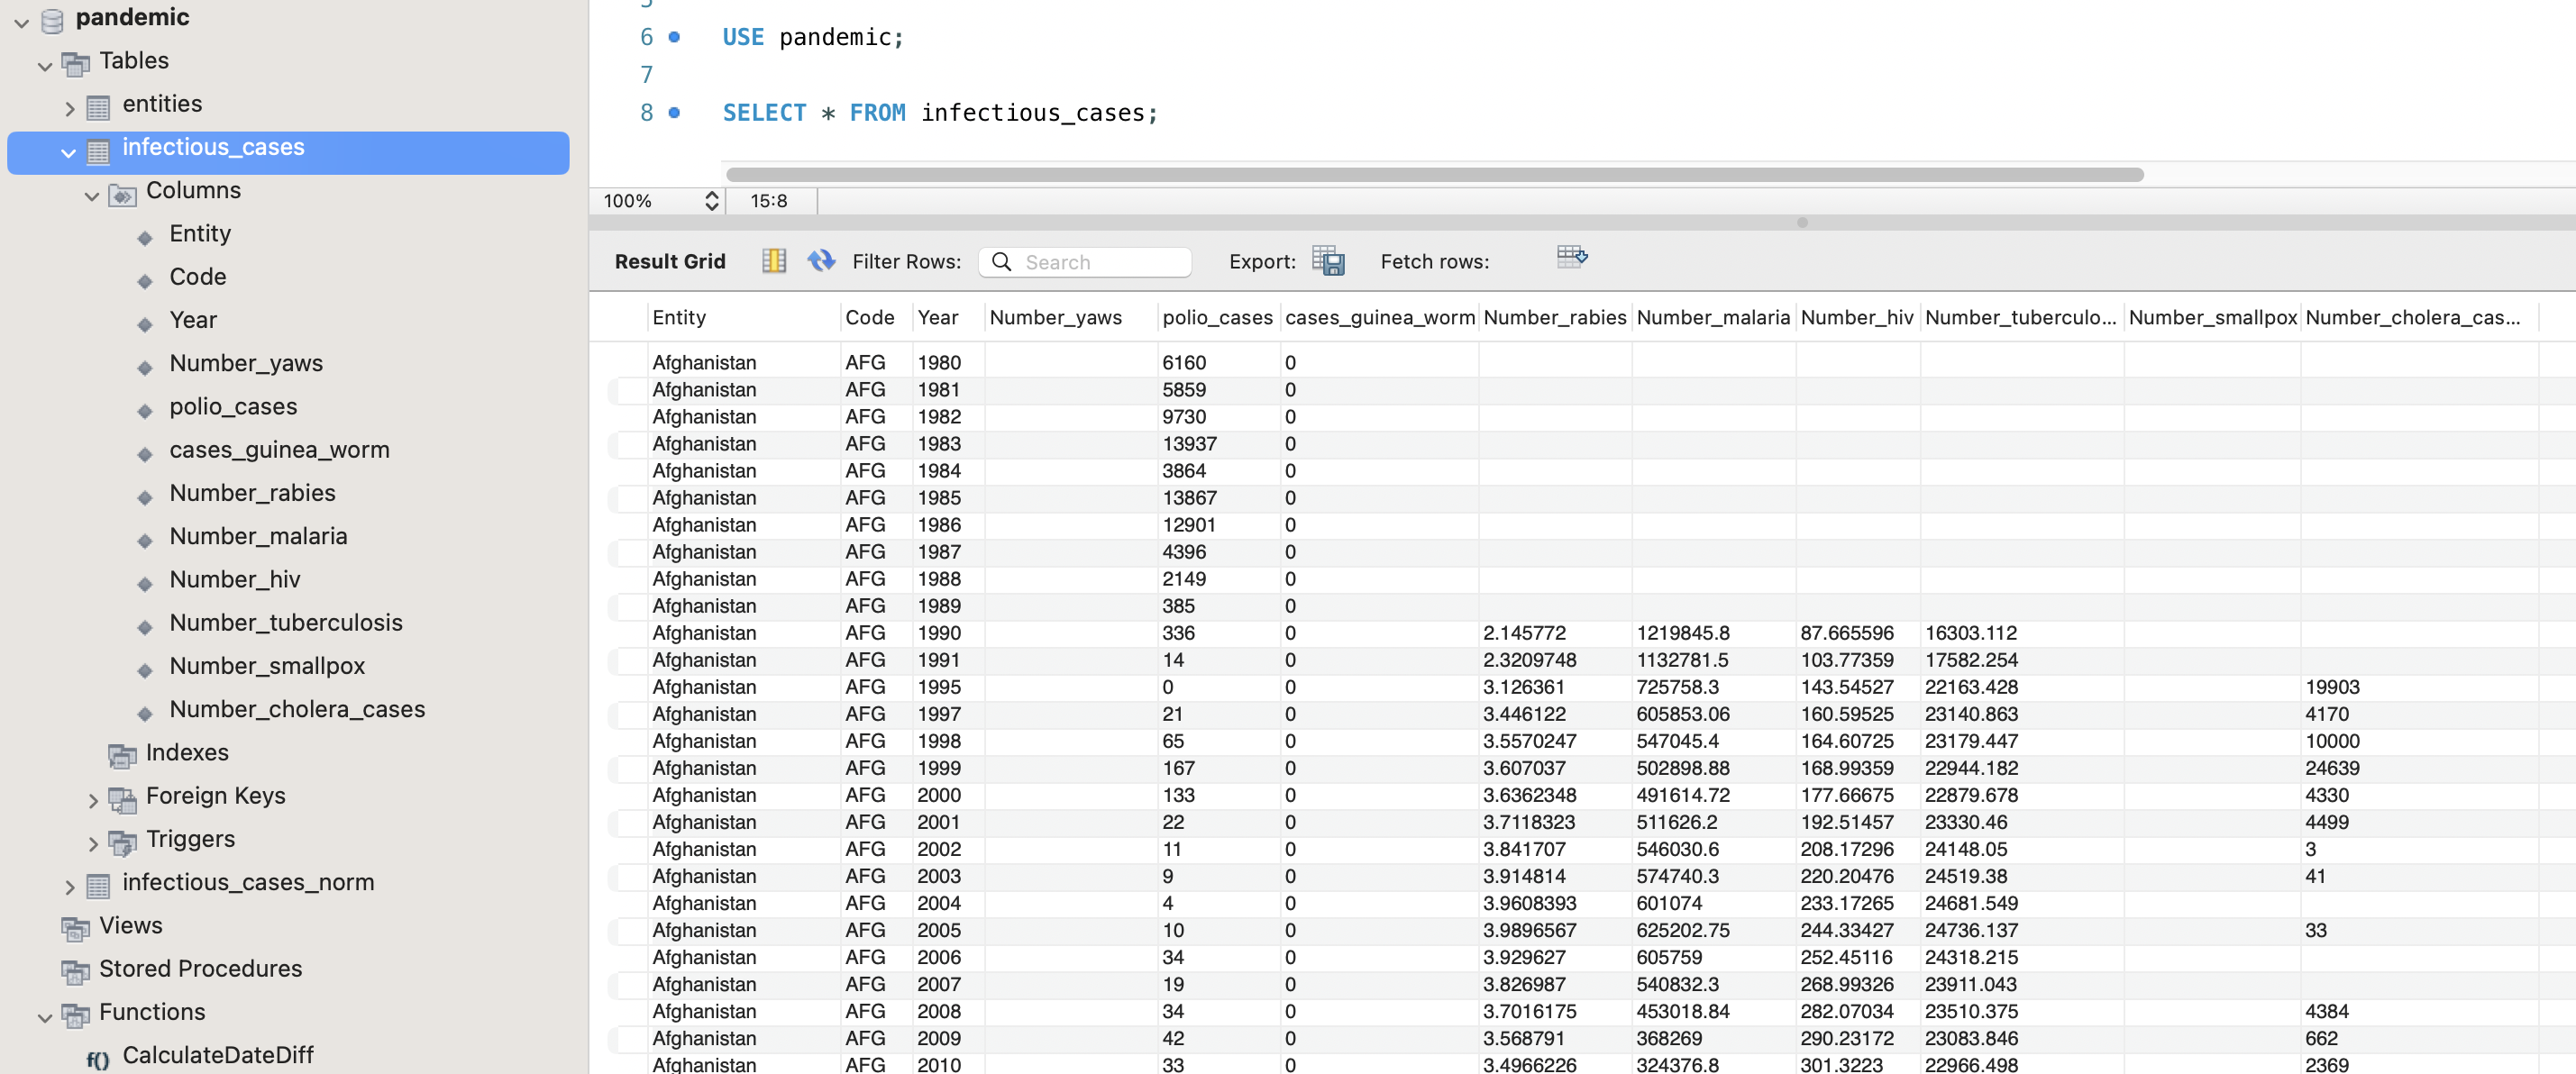 pandemic
Tables
entities
infectious_cases
Columns
Entity
Code
Year
Number_yaws
polio_cases
cases_guinea_worm
Number_rabies
Number_malaria
Number_hiv
Number_tuberculosis
Number_smallpox
Number_cholera_cases
Indexes
Foreign Keys
Triggers
infectious_cases_norm
Views
Stored Procedures
Functions
f() CalculateDateDiff
6 USE pandemic;
7
8 SELECT * FROM infectious_cases;
100% 15:8
Result Grid Filter Rows: Search Export: Fetch rows:
Entity Code Year Number_yaws polio_cases cases_guinea_worm Number_rabies Number_malaria Number_hiv Number_tuberculo... Number_smallpox Number_cholera_cas...
Afghanistan AFG 1980 6160 0
Afghanistan AFG 1981 5859 0
Afghanistan AFG 1982 9730 0
Afghanistan AFG 1983 13937 0
Afghanistan AFG 1984 3864 0
Afghanistan AFG 1985 13867 0
Afghanistan AFG 1986 12901 0
Afghanistan AFG 1987 4396 0
Afghanistan AFG 1988 2149 0
Afghanistan AFG 1989 385 0
Afghanistan AFG 1990 336 0 2.145772 1219845.8 87.665596 16303.112
Afghanistan AFG 1991 14 0 2.3209748 1132781.5 103.77359 17582.254
Afghanistan AFG 1995 0 0 3.126361 725758.3 143.54527 22163.428 19903
Afghanistan AFG 1997 21 0 3.446122 605853.06 160.59525 23140.863 4170
Afghanistan AFG 1998 65 0 3.5570247 547045.4 164.60725 23179.447 10000
Afghanistan AFG 1999 167 0 3.607037 502898.88 168.99359 22944.182 24639
Afghanistan AFG 2000 133 0 3.6362348 491614.72 177.66675 22879.678 4330
Afghanistan AFG 2001 22 0 3.7118323 511626.2 192.51457 23330.46 4499
Afghanistan AFG 2002 11 0 3.841707 546030.6 208.17296 24148.05 3
Afghanistan AFG 2003 9 0 3.914814 574740.3 220.20476 24519.38 41
Afghanistan AFG 2004 4 0 3.9608393 601074 233.17265 24681.549
Afghanistan AFG 2005 10 0 3.9896567 625202.75 244.33427 24736.137 33
Afghanistan AFG 2006 34 0 3.929627 605759 252.45116 24318.215
Afghanistan AFG 2007 19 0 3.826987 540832.3 268.99326 23911.043
Afghanistan AFG 2008 34 0 3.7016175 453018.84 282.07034 23510.375 4384
Afghanistan AFG 2009 42 0 3.568791 368269 290.23172 23083.846 662
Afghanistan AFG 2010 33 0 3.4966226 324376.8 301.3223 22966.498 2369